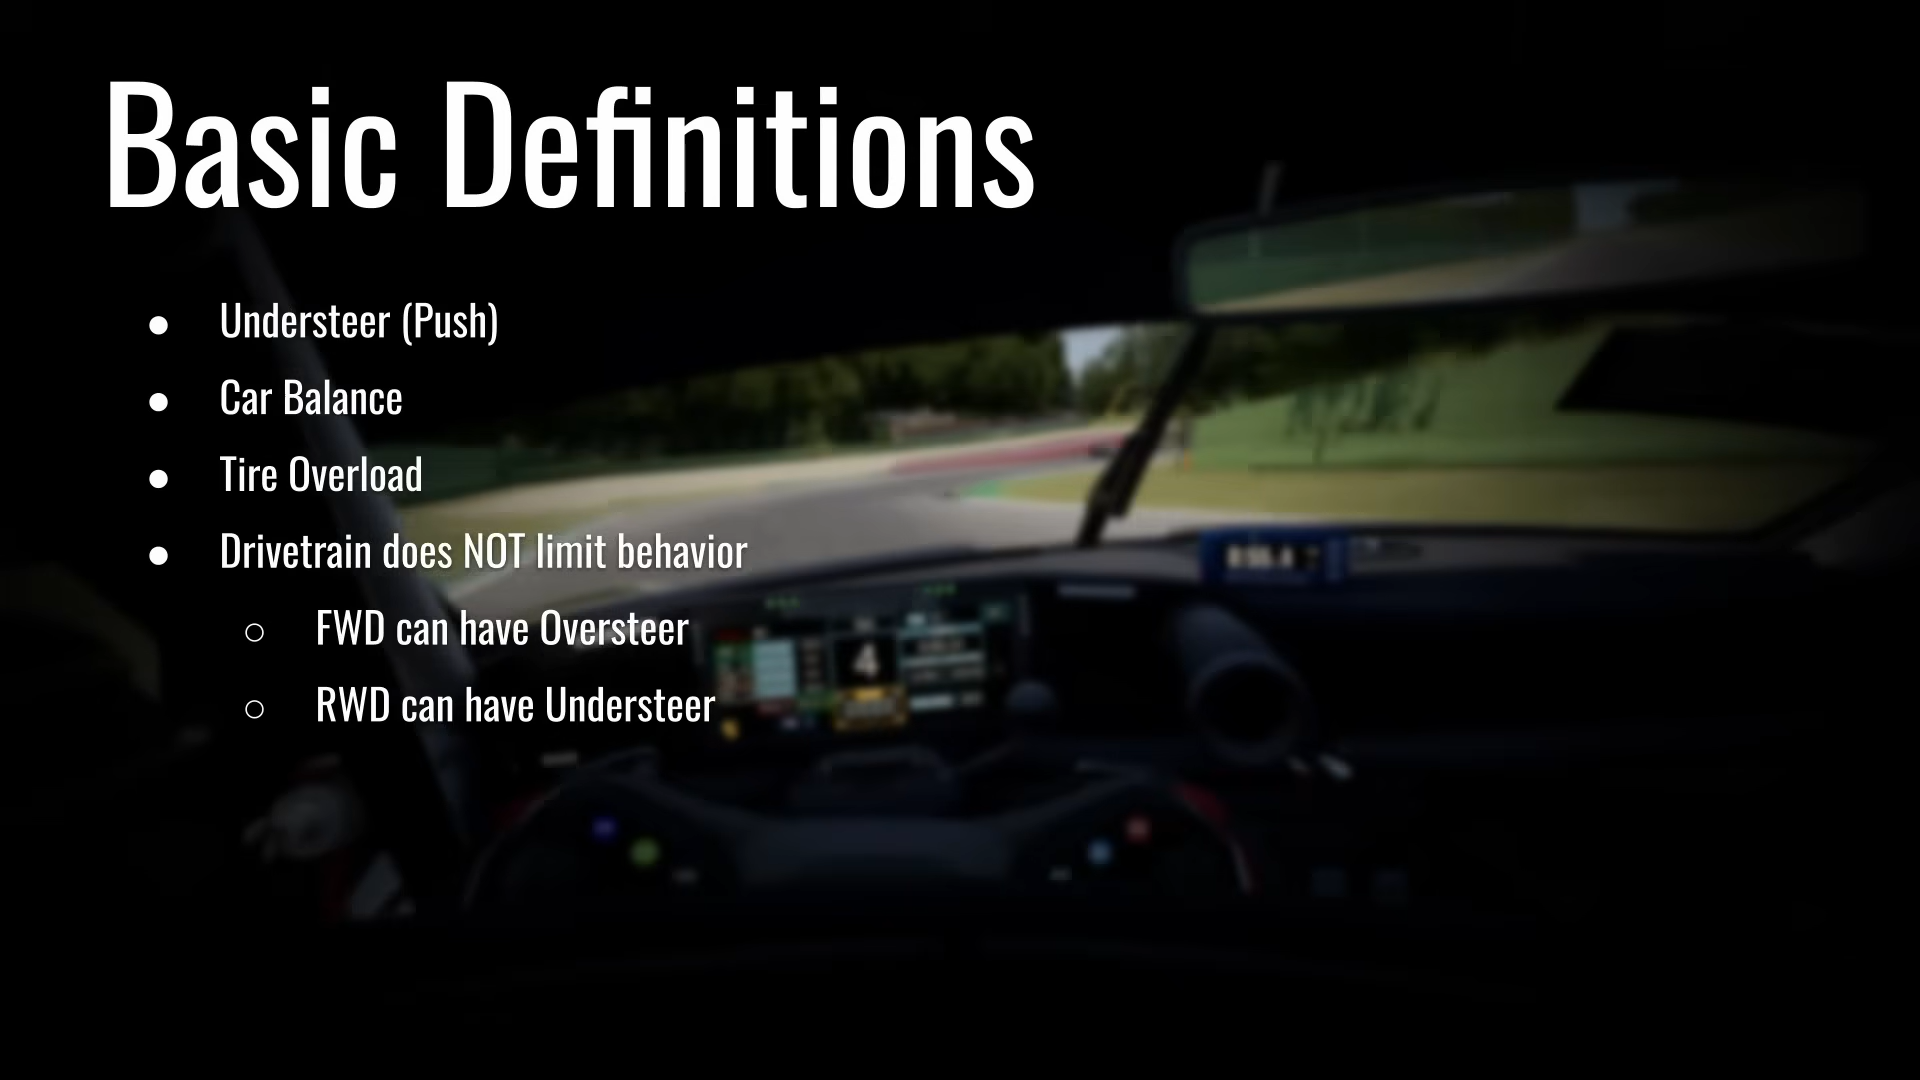 Basic Definitions
● Understeer (Push)
● Car Balance
● Tire Overload
● Drivetrain does NOT limit behavior
○ FWD can have Oversteer
○ RWD can have Understeer
4